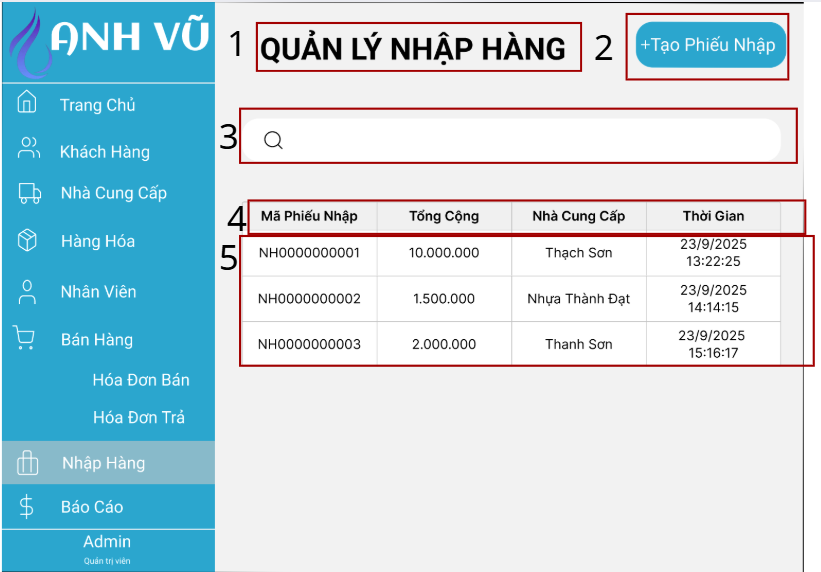 ANH VŨ
Trang Chủ
Khách Hàng
Nhà Cung Cấp
Hàng Hóa
Nhân Viên
Bán Hàng
Hóa Đơn Bán
Hóa Đơn Trả
Nhập Hàng
Báo Cáo
Admin
Quản trị viên
1 QUẢN LÝ NHẬP HÀNG 2 +Tạo Phiếu Nhập
3
4 Mã Phiếu Nhập Tổng Cộng Nhà Cung Cấp Thời Gian
5 NH0000000001 10.000.000 Thạch Sơn 23/9/2025
13:22:25
NH0000000002 1.500.000 Nhựa Thành Đạt 23/9/2025
14:14:15
NH0000000003 2.000.000 Thanh Sơn 23/9/2025
15:16:17